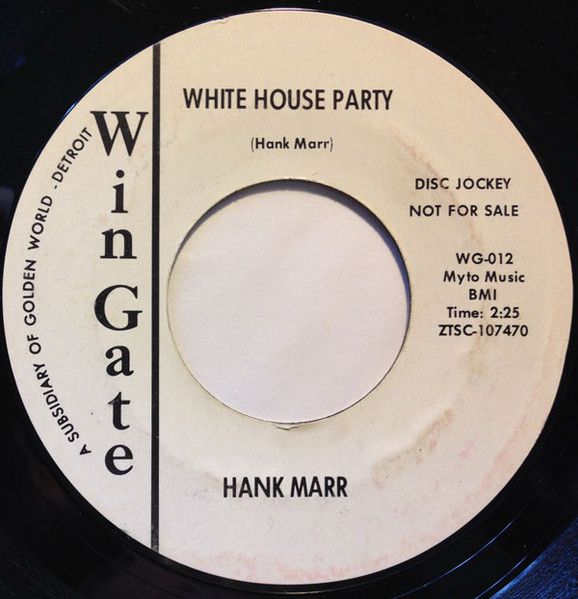 WHITE HOUSE PARTY
(Hank Marr)
DISC JOCKEY
NOT FOR SALE
WG-012
Myto Music
BMI
Time: 2:25
ZTSC-107470
HANK MARR
WinGate
A SUBSIDIARY OF GOLDEN WORLD - DETROIT